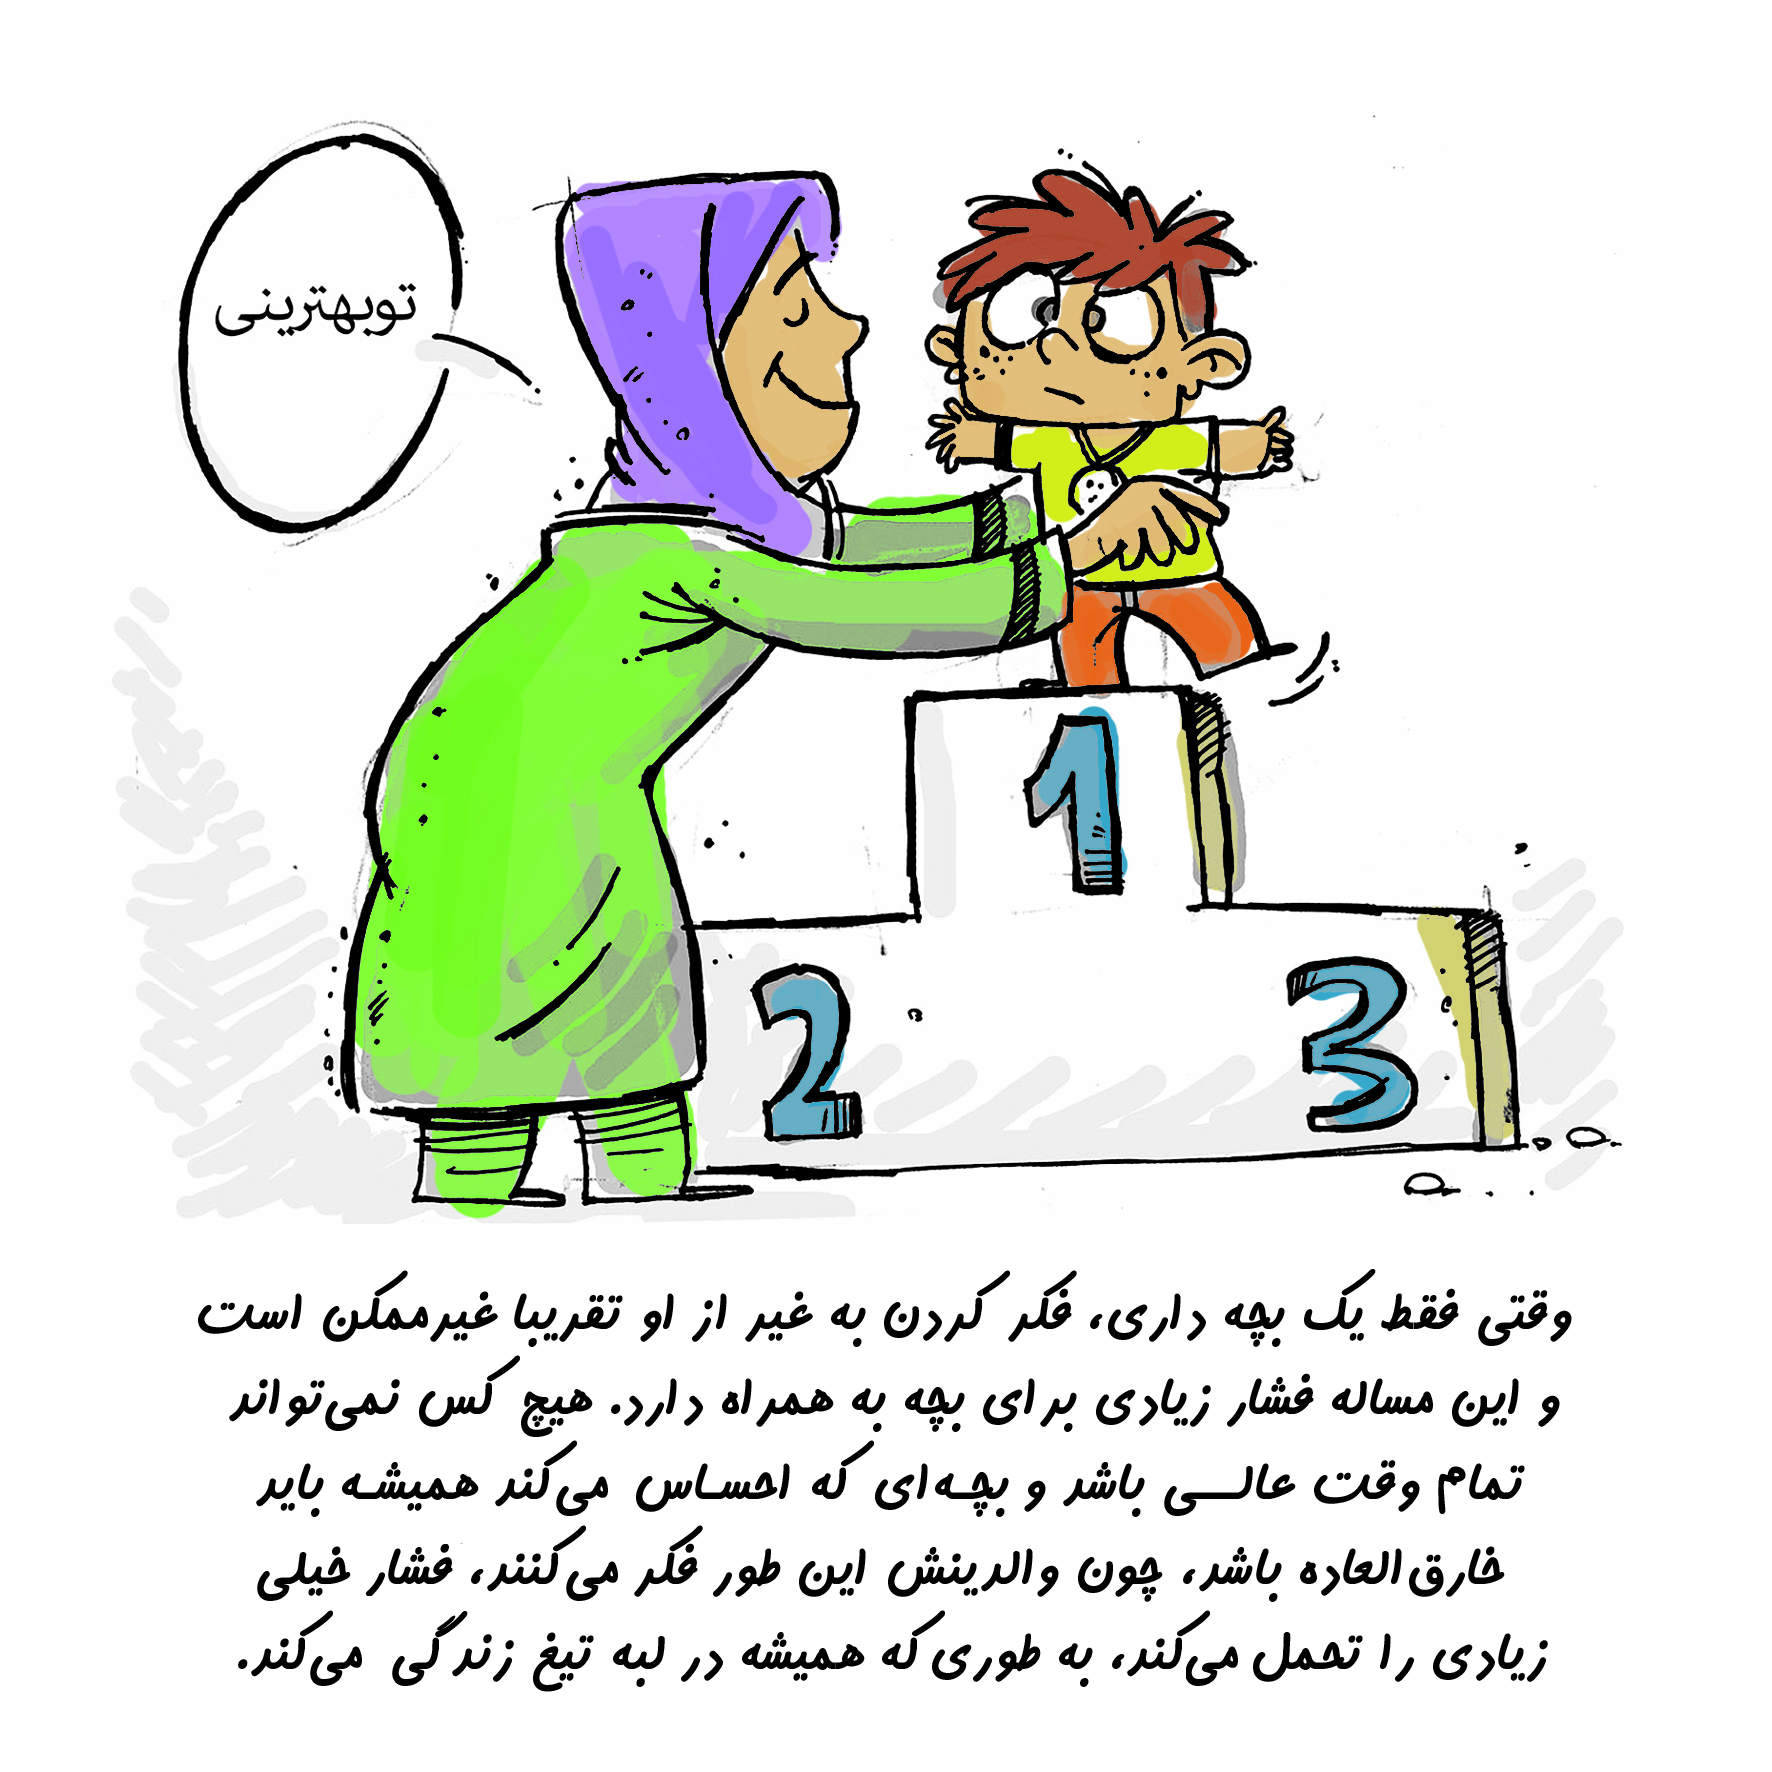 توبهترینی
1
2
3
وقتی فقط یک بچه داری، فکر کردن به غیر از او تقریبا غیرممکن است
و این مساله فشار زیادی برای بچه به همراه دارد. هیچ کس نمی‌تواند
تمام وقت عالی باشد و بچه‌ای که احساس می‌کند همیشه باید
خارق‌العاده باشد، چون والدینش این طور فکر می‌کنند، فشار خیلی
زیادی را تحمل می‌کند، به طوری‌که همیشه در لبه تیغ زندگی می‌کند.